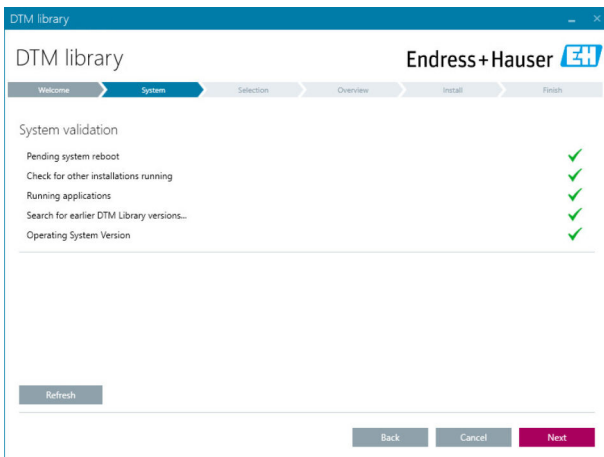 DTM library
DTM library
Endress+Hauser EH
Welcome
System
Selection
Overview
Install
Finish
System validation
Pending system reboot
Check for other installations running
Running applications
Search for earlier DTM Library versions...
Operating System Version
Refresh
Back
Cancel
Next